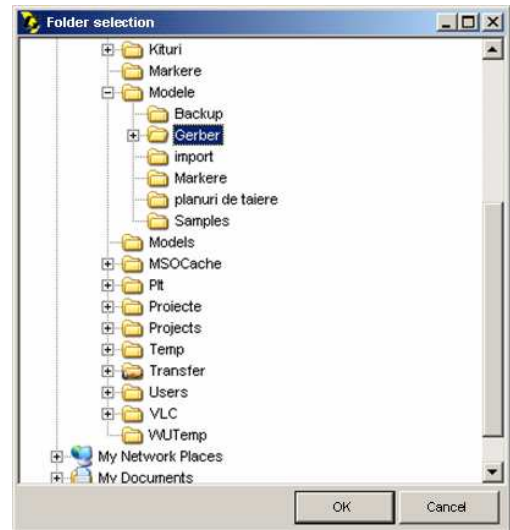 Folder selection
Kituri
Markere
Modele
Backup
Gerber
import
Markere
planuri de taiere
Samples
Models
MSOCache
Plt
Proiecte
Projects
Temp
Transfer
Users
VLC
WUTemp
My Network Places
My Documents
OK Cancel